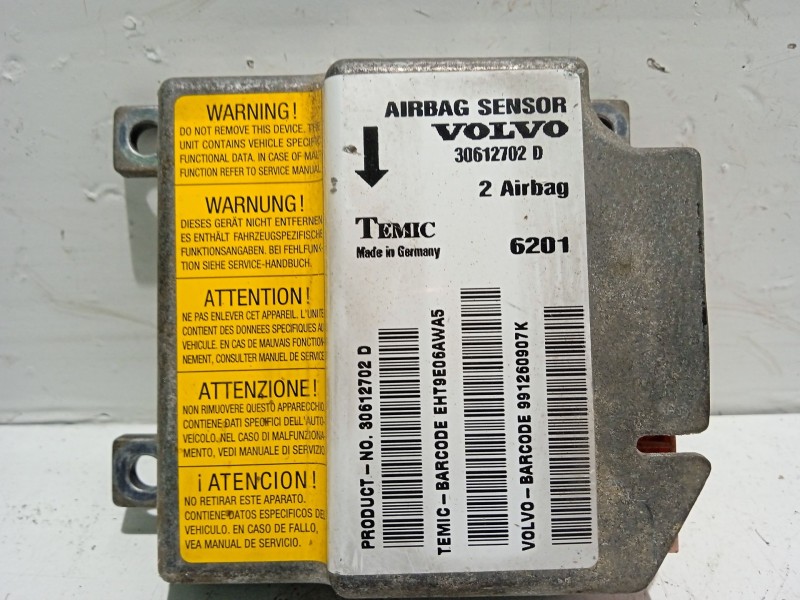 WARNING!
DO NOT REMOVE THIS DEVICE. THE
UNIT CONTAINS VEHICLE SPECIFIC
FUNCTIONAL DATA. IN CASE OF MAL-
FUNCTION REFER TO SERVICE MANUAL.
WARNUNG!
DIESES GERÄT NICHT ENTFERNEN
ES ENTHÄLT FAHRZEUGSPEZIFISCHE
FUNKTIONSANGABEN. BEI FEHLFUNK-
TION SIEHE SERVICE-HANDBUCH.
ATTENTION!
NE PAS ENLEVER CET APPAREIL. L'UNITE
CONTIENT DES DONNEES SPECIFIQUES AU
VEHICULE. EN CAS DE MAUVAIS FONCTION-
NEMENT, CONSULTER MANUEL DE SERVICE
ATTENZIONE!
NON RIMUOVERE QUESTO APPARECCHIO
CONTIENE DATI SPECIFICI DELL'AUTO-
VEICOLO. NEL CASO DI MALFUNZIONA-
MENTO, VEDI MANUALE DI SERVIZIO
¡ATENCION!
NO RETIRAR ESTE APARATO.
CONTIENE DATOS ESPECIFICOS DEL
VEHICULO. EN CASO DE FALLO,
VEA MANUAL DE SERVICIO.
AIRBAG SENSOR
VOLVO
30612702 D
2 Airbag
TEMIC
Made in Germany
6201
PRODUCT.-NO. 30612702 D
TEMIC-BARCODE EHT9E06AWA5
VOLVO-BARCODE 991260907K